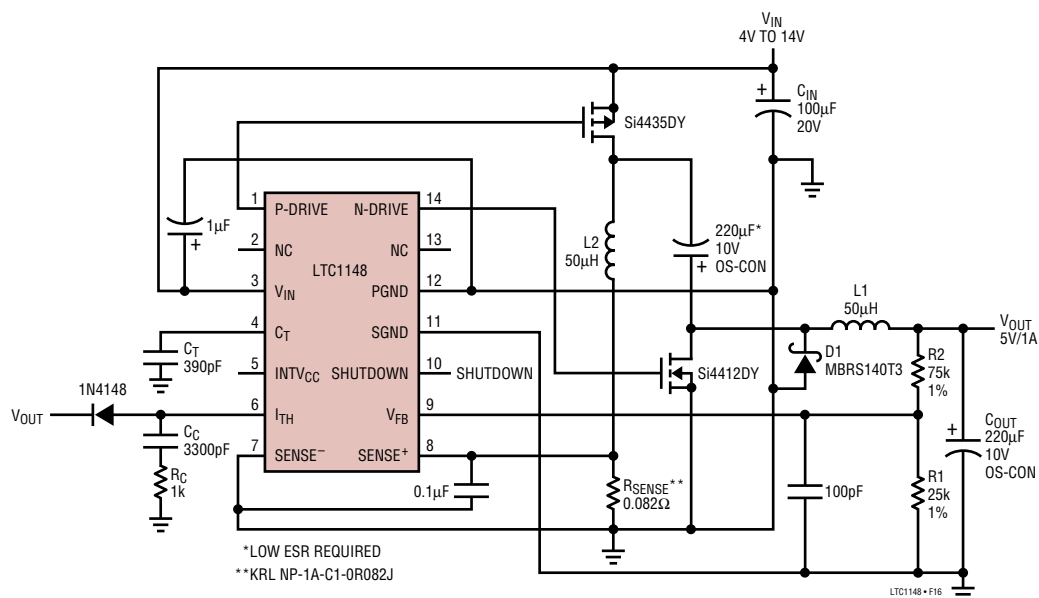 V_IN
4V TO 14V
C_IN
100µF
20V
+
Si4435DY
1
P-DRIVE
N-DRIVE
14
1µF
+
2
NC
NC
13
LTC1148
3
V_IN
PGND
12
4
C_T
SGND
11
C_T
390pF
5
INTV_CC
SHUTDOWN
10
SHUTDOWN
6
I_TH
V_FB
9
7
SENSE⁻
SENSE⁺
8
1N4148
V_OUT
C_C
3300pF
R_C
1k
0.1µF
L2
50µH
220µF*
10V
+ OS-CON
L1
50µH
V_OUT
5V/1A
D1
MBRS140T3
Si4412DY
R2
75k
1%
C_OUT
220µF
10V
OS-CON
+
R_SENSE**
0.082Ω
100pF
R1
25k
1%
*LOW ESR REQUIRED
**KRL NP-1A-C1-0R082J
LTC1148 • F16